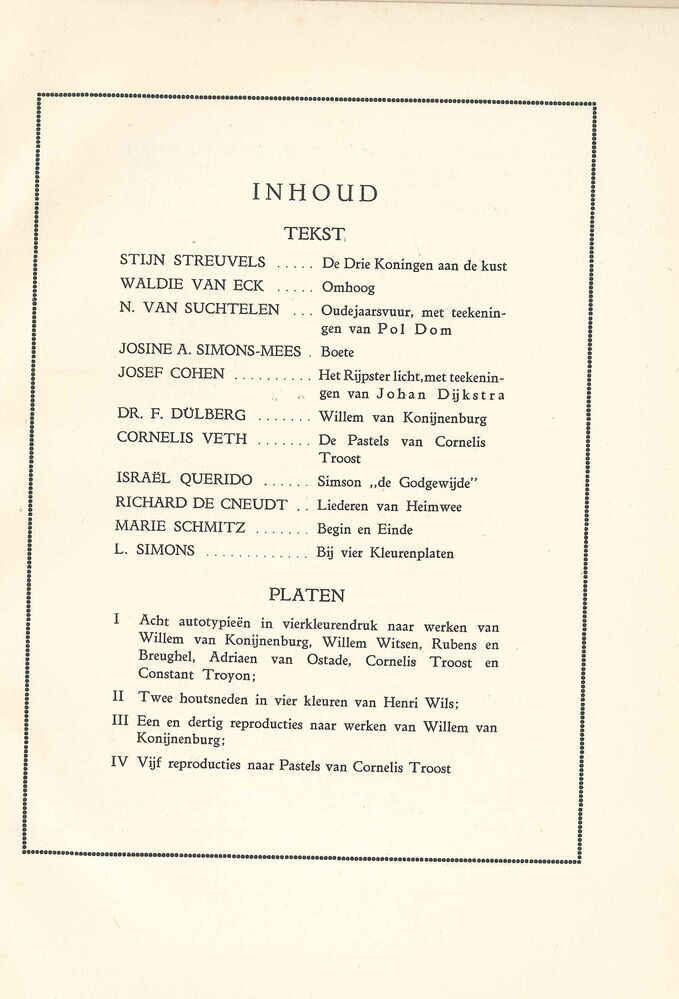 INHOUD
TEKST
STIJN STREUVELS ..... De Drie Koningen aan de kust
WALDIE VAN ECK ..... Omhoog
N. VAN SUCHTELEN ... Oudejaarsvuur, met teekenin-
gen van Pol Dom
JOSINE A. SIMONS-MEES . Boete
JOSEF COHEN .......... Het Rijpster licht, met teekenin-
gen van Johan Dijkstra
DR. F. DÜLBERG ....... Willem van Konijnenburg
CORNELIS VETH ....... De Pastels van Cornelis
Troost
ISRAËL QUERIDO ...... Simson „de Godgewijde”
RICHARD DE CNEUDT .. Liederen van Heimwee
MARIE SCHMITZ ....... Begin en Einde
L. SIMONS ............. Bij vier Kleurenplaten
PLATEN
I Acht autotypieën in vierkleurendruk naar werken van
Willem van Konijnenburg, Willem Witsen, Rubens en
Breughel, Adriaen van Ostade, Cornelis Troost en
Constant Troyon;
II Twee houtsneden in vier kleuren van Henri Wils;
III Een en dertig reproducties naar werken van Willem van
Konijnenburg;
IV Vijf reproducties naar Pastels van Cornelis Troost